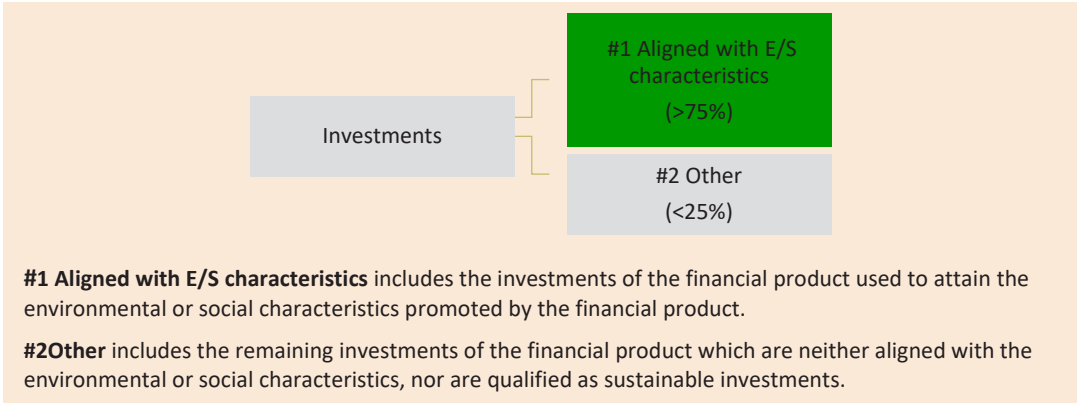 #1 Aligned with E/S
characteristics
(>75%)
Investments
#2 Other
(<25%)
#1 Aligned with E/S characteristics includes the investments of the financial product used to attain the
environmental or social characteristics promoted by the financial product.
#2Other includes the remaining investments of the financial product which are neither aligned with the
environmental or social characteristics, nor are qualified as sustainable investments.